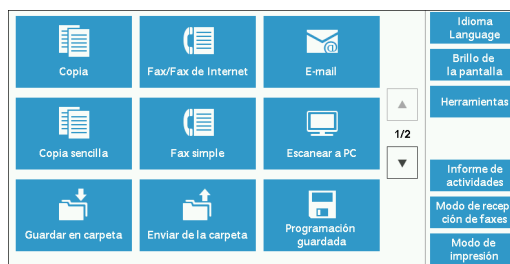 Copia
Fax/Fax de Internet
E-mail
Copia sencilla
Fax simple
Escanear a PC
Guardar en carpeta
Enviar de la carpeta
Programación
guardada
1/2
Idioma
Language
Brillo de
la pantalla
Herramientas
Informe de
actividades
Modo de recep
ción de faxes
Modo de
impresión